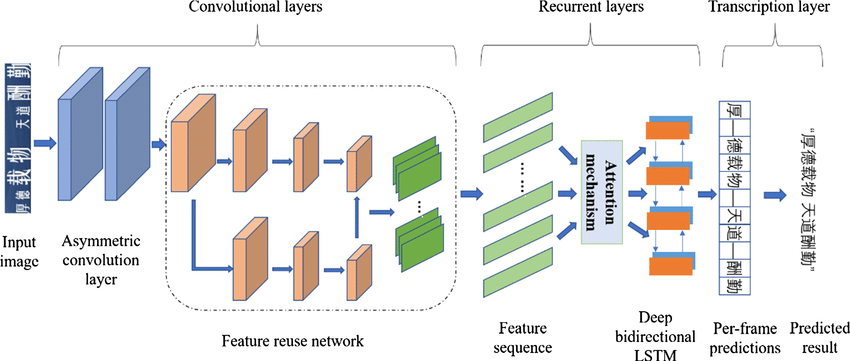 Convolutional layers
Recurrent layers
Transcription layer
厚德载物 天道酬勤
Input image
Asymmetric convolution layer
Feature reuse network
Feature sequence
Attention mechanism
Deep bidirectional LSTM
厚—德载物—天道—酬勤
Per-frame predictions
"厚德载物 天道酬勤"
Predicted result